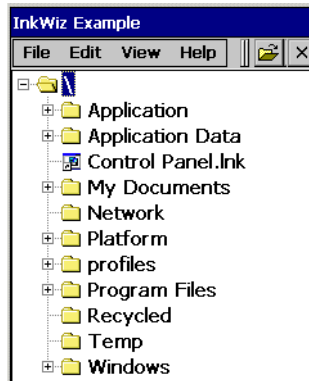 InkWiz Example
File Edit View Help
\
Application
Application Data
Control Panel.lnk
My Documents
Network
Platform
profiles
Program Files
Recycled
Temp
Windows